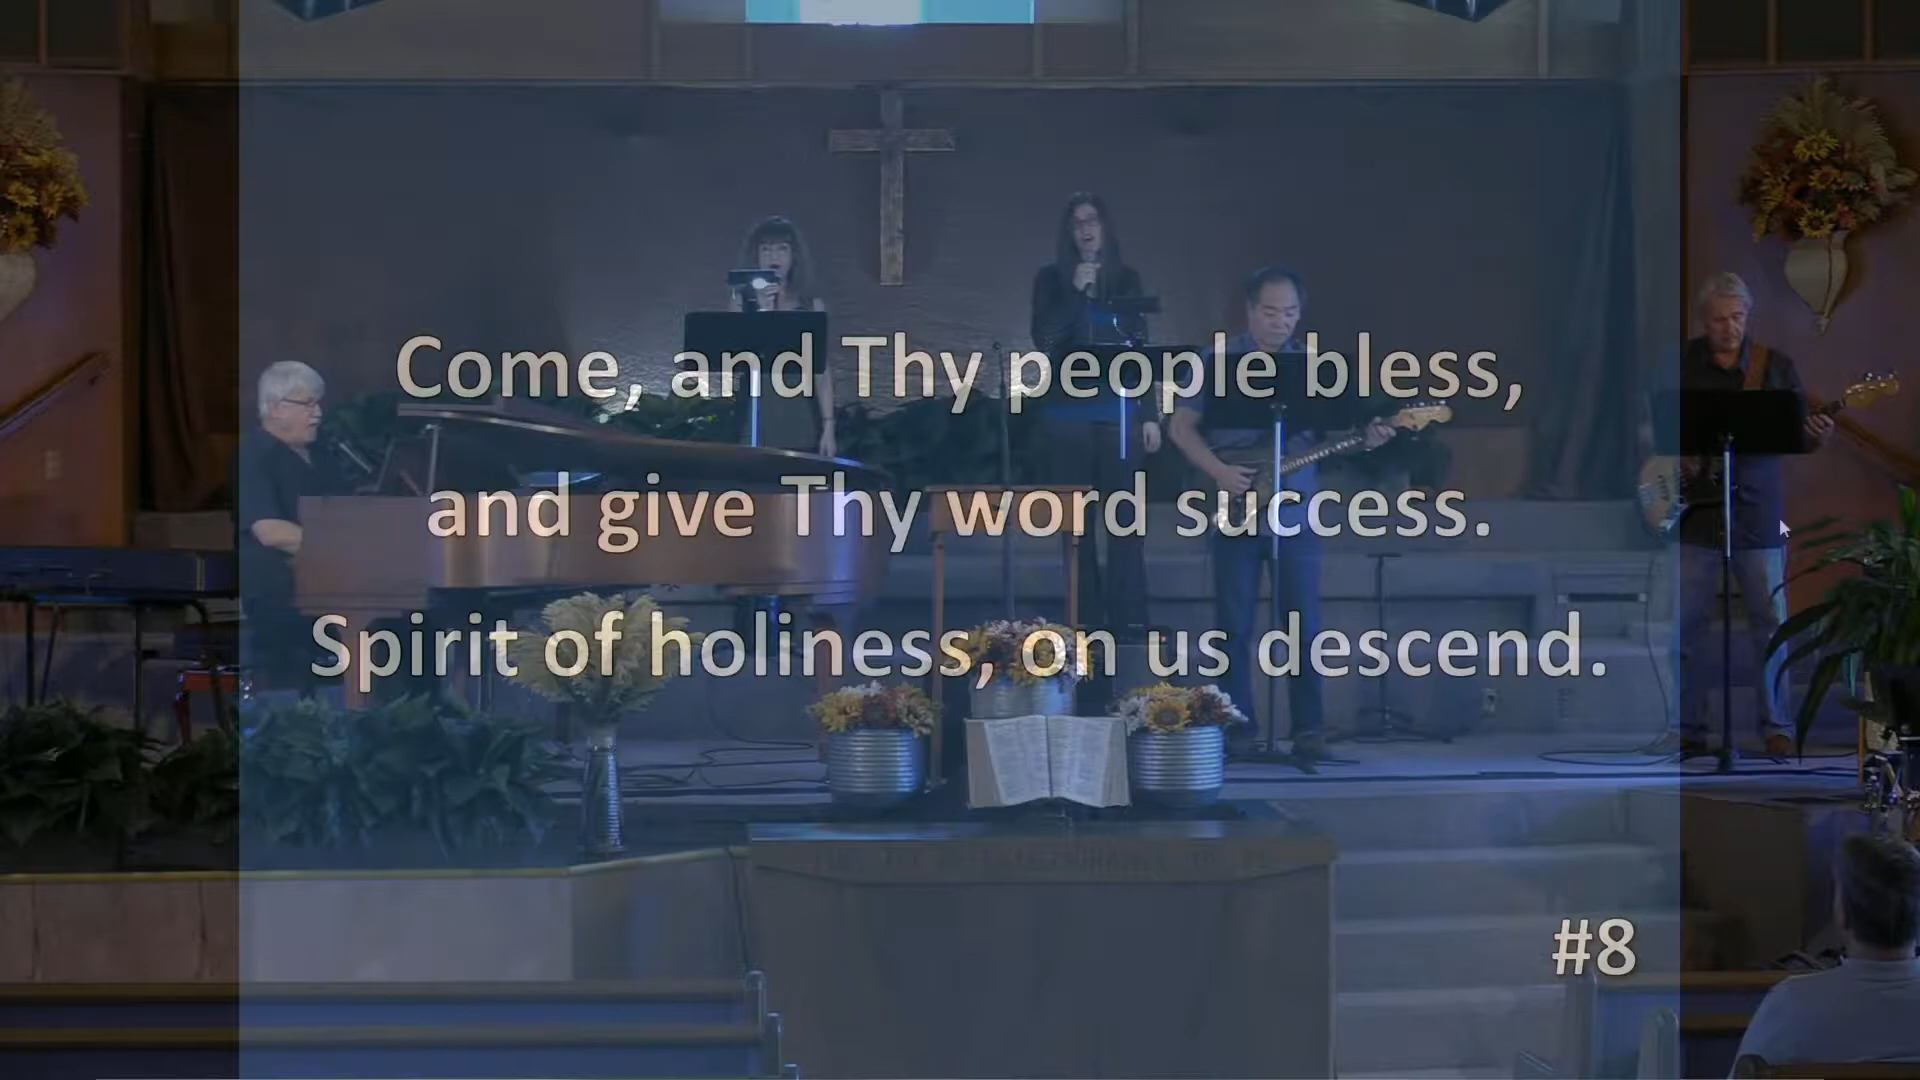 Come, and Thy people bless,
and give Thy word success.
Spirit of holiness, on us descend.
#8